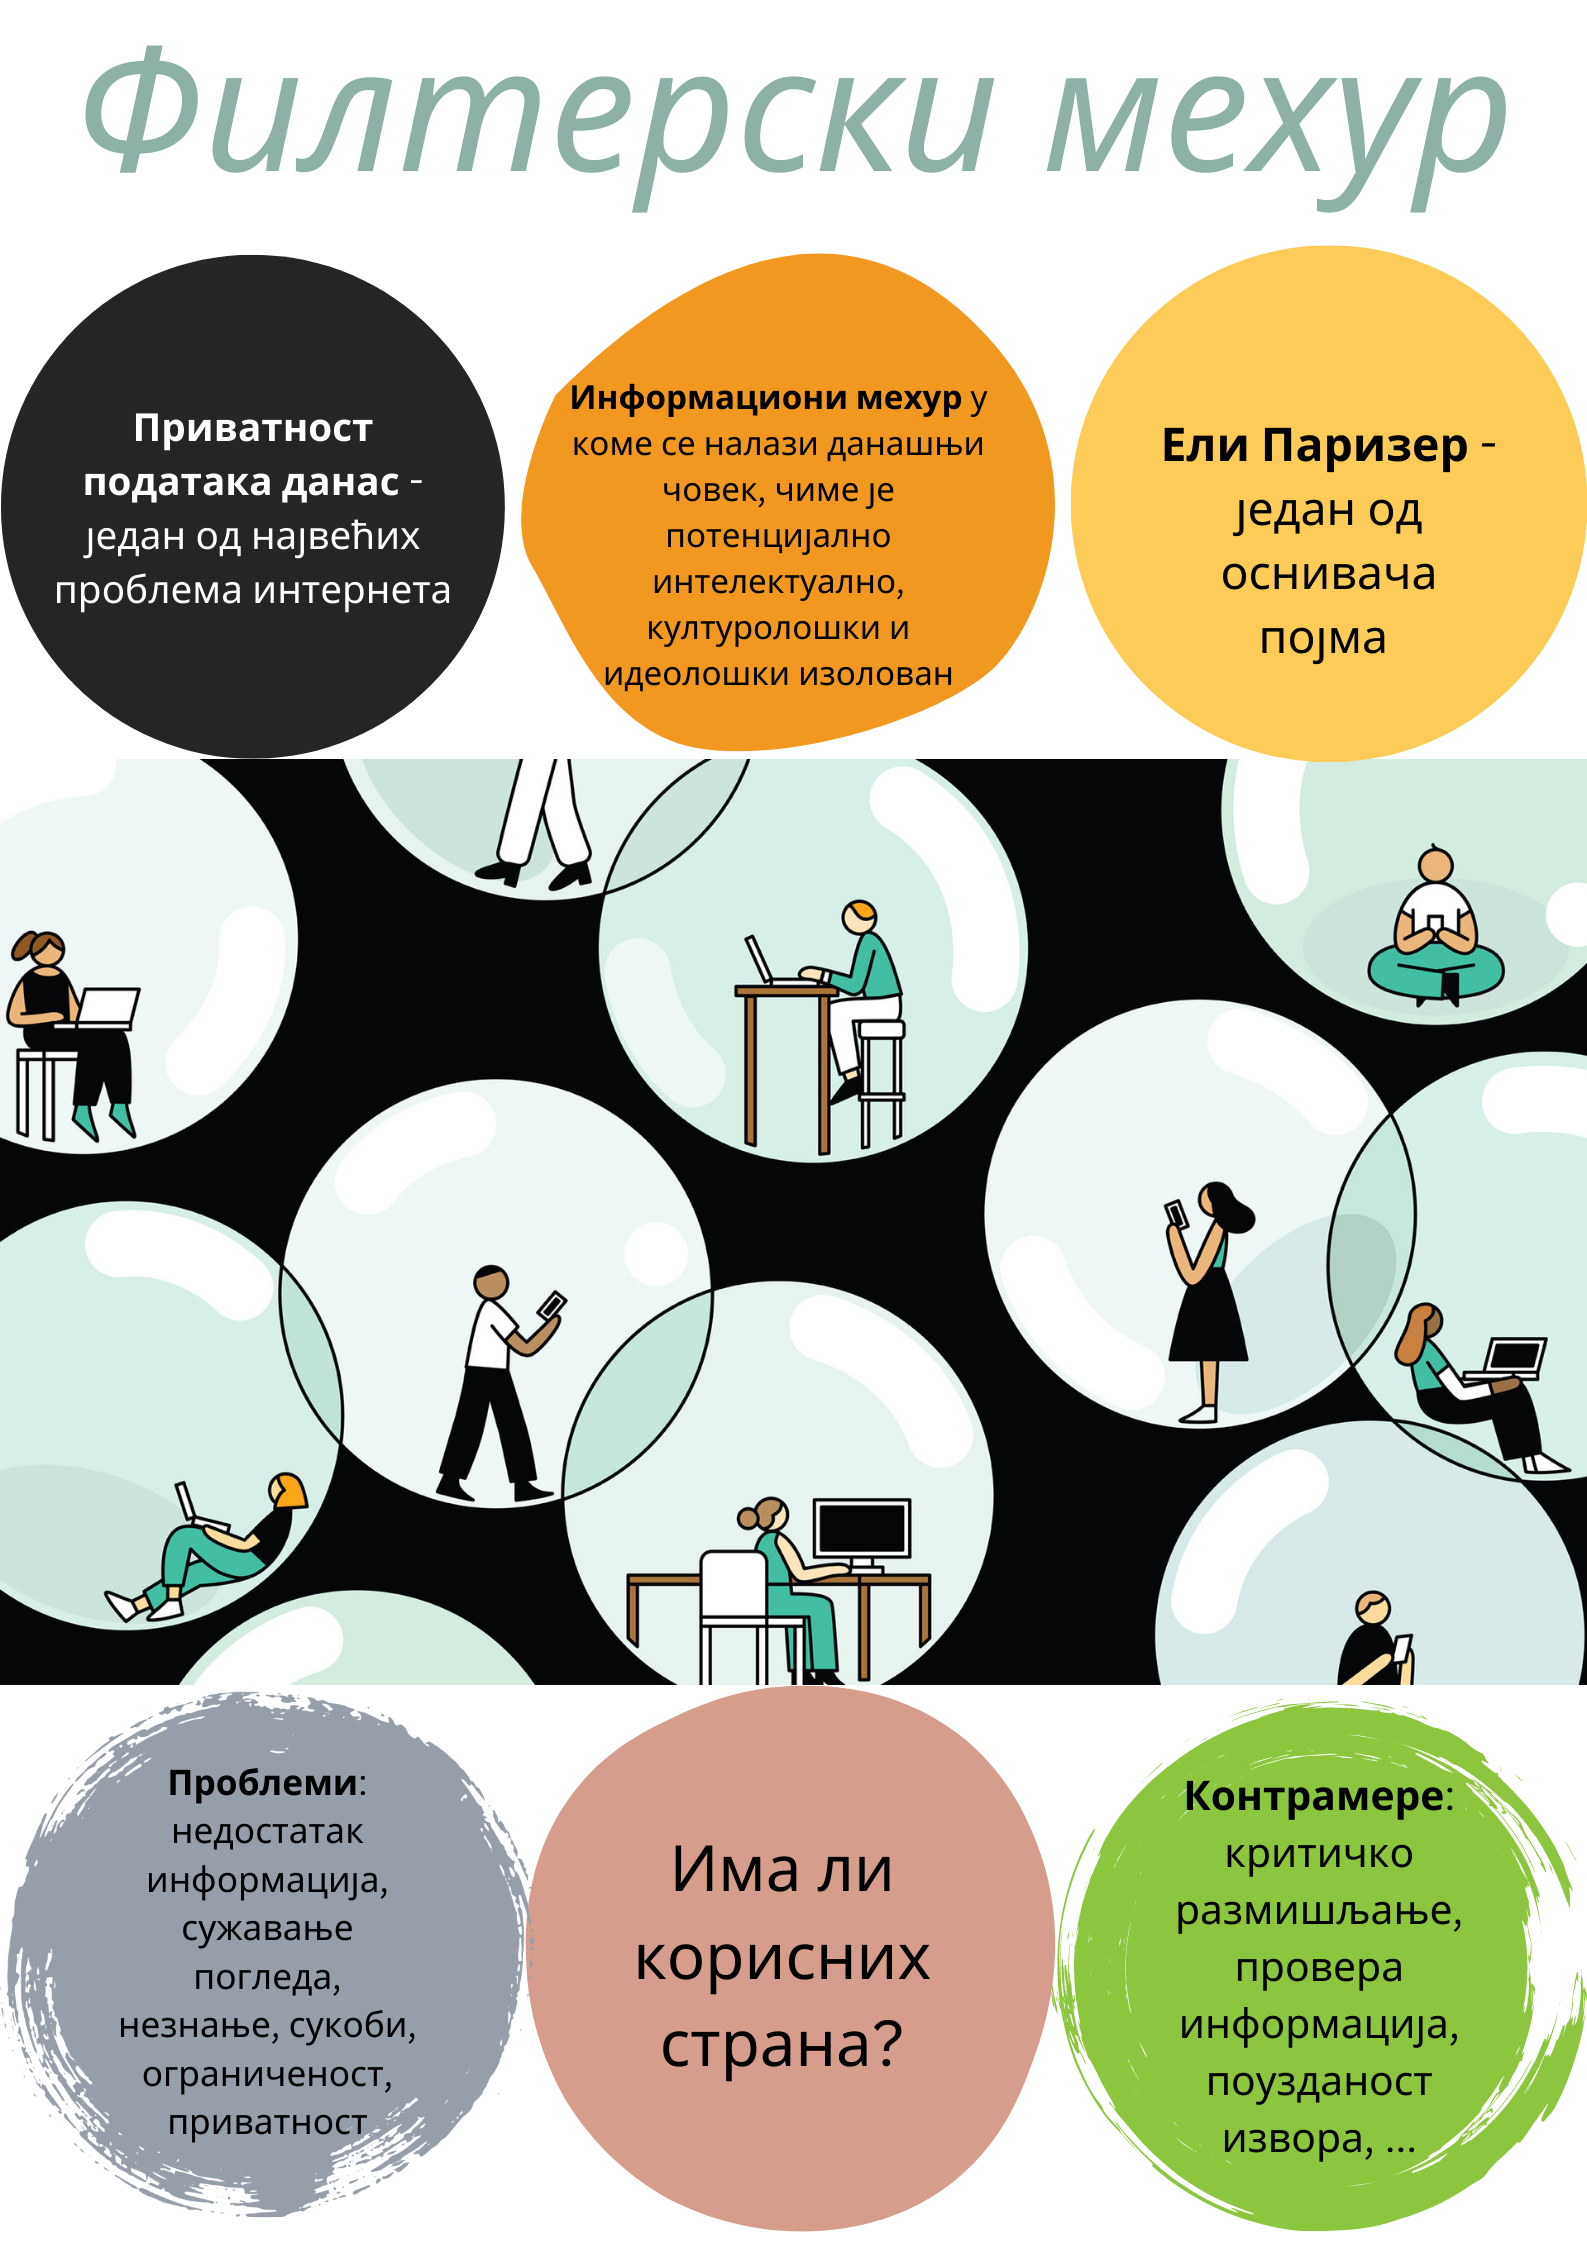 Филтерски мехур
Приватност
података данас -
један од највећих
проблема интернета
Информациони мехур у
коме се налази данашњи
човек, чиме је
потенцијално
интелектуално,
културолошки и
идеолошки изолован
Ели Паризер -
један од
оснивача
појма
Проблеми:
недостатак
информација,
сужавање
погледа,
незнање, сукоби,
ограниченост,
приватност
Има ли
корисних
страна?
Контрамере:
критичко
размишљање,
провера
информација,
поузданост
извора, ...